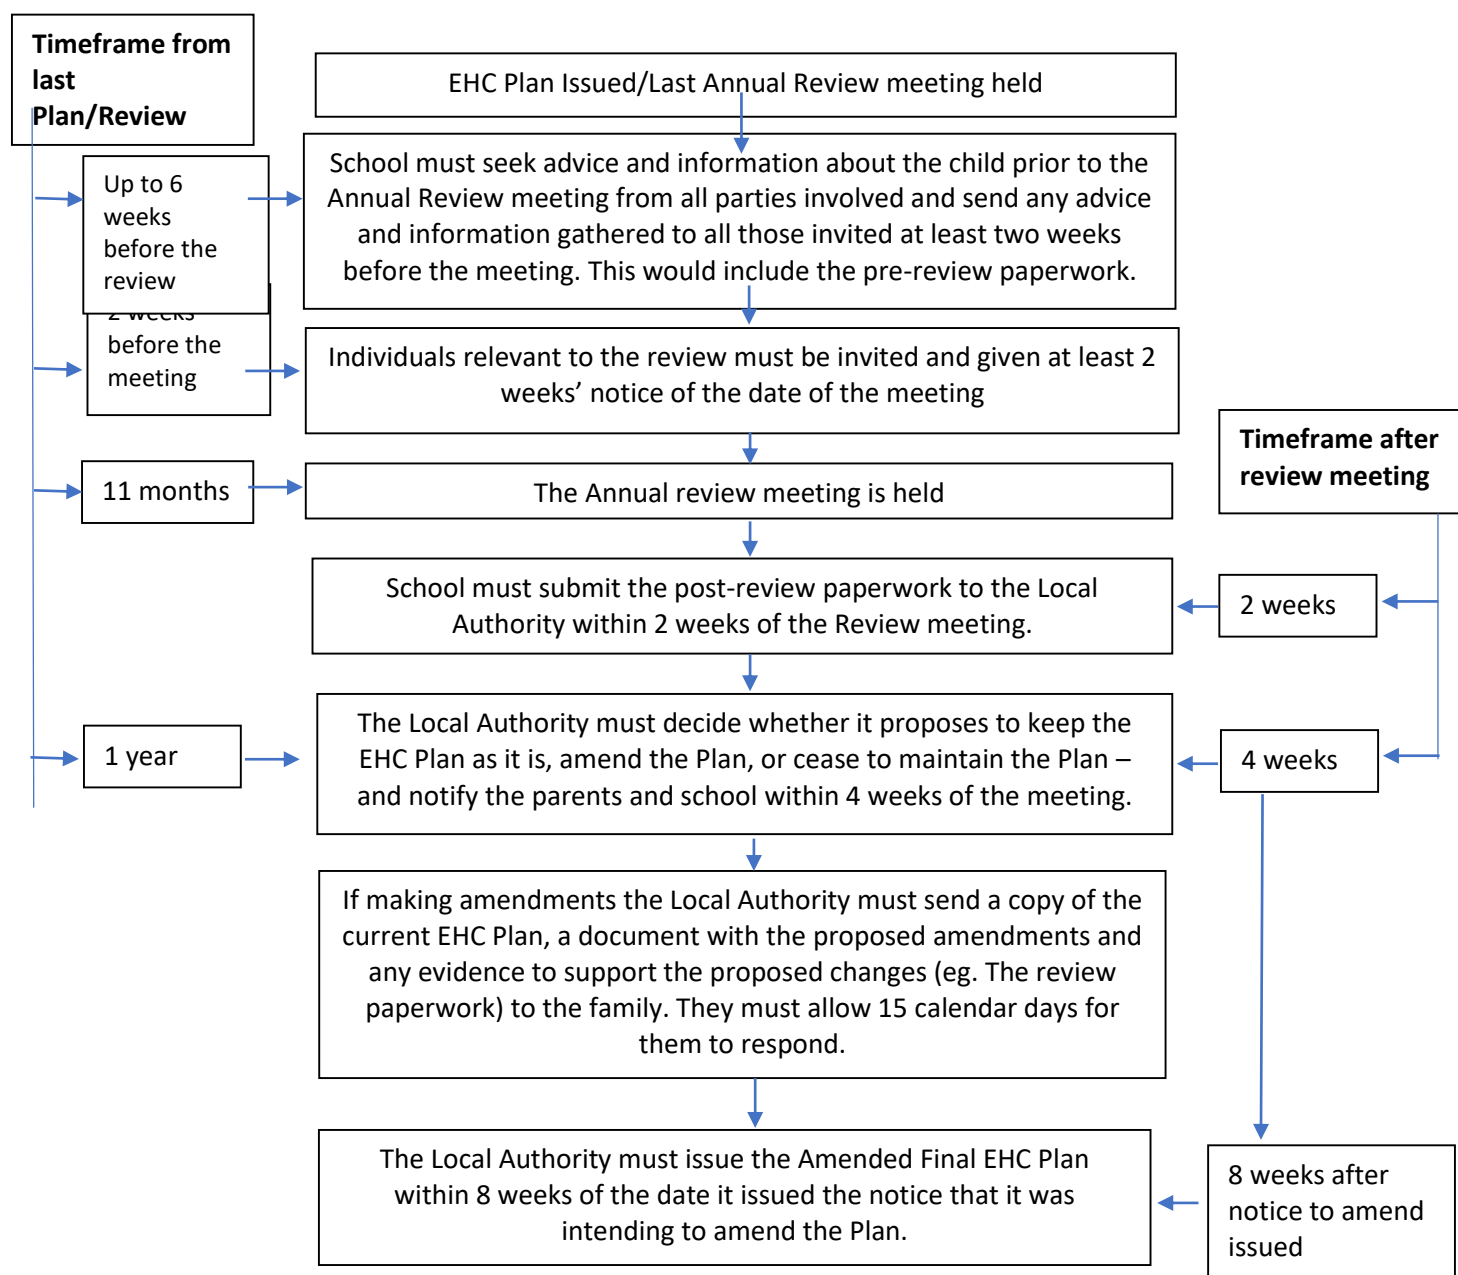 Timeframe from
last
Plan/Review
EHC Plan Issued/Last Annual Review meeting held
Up to 6
weeks
before the
review
School must seek advice and information about the child prior to the
Annual Review meeting from all parties involved and send any advice
and information gathered to all those invited at least two weeks
before the meeting. This would include the pre-review paperwork.
2 weeks
before the
meeting
Individuals relevant to the review must be invited and given at least 2
weeks’ notice of the date of the meeting
Timeframe after
review meeting
11 months
The Annual review meeting is held
School must submit the post-review paperwork to the Local
Authority within 2 weeks of the Review meeting.
2 weeks
1 year
The Local Authority must decide whether it proposes to keep the
EHC Plan as it is, amend the Plan, or cease to maintain the Plan –
and notify the parents and school within 4 weeks of the meeting.
4 weeks
If making amendments the Local Authority must send a copy of the
current EHC Plan, a document with the proposed amendments and
any evidence to support the proposed changes (eg. The review
paperwork) to the family. They must allow 15 calendar days for
them to respond.
The Local Authority must issue the Amended Final EHC Plan
within 8 weeks of the date it issued the notice that it was
intending to amend the Plan.
8 weeks after
notice to amend
issued